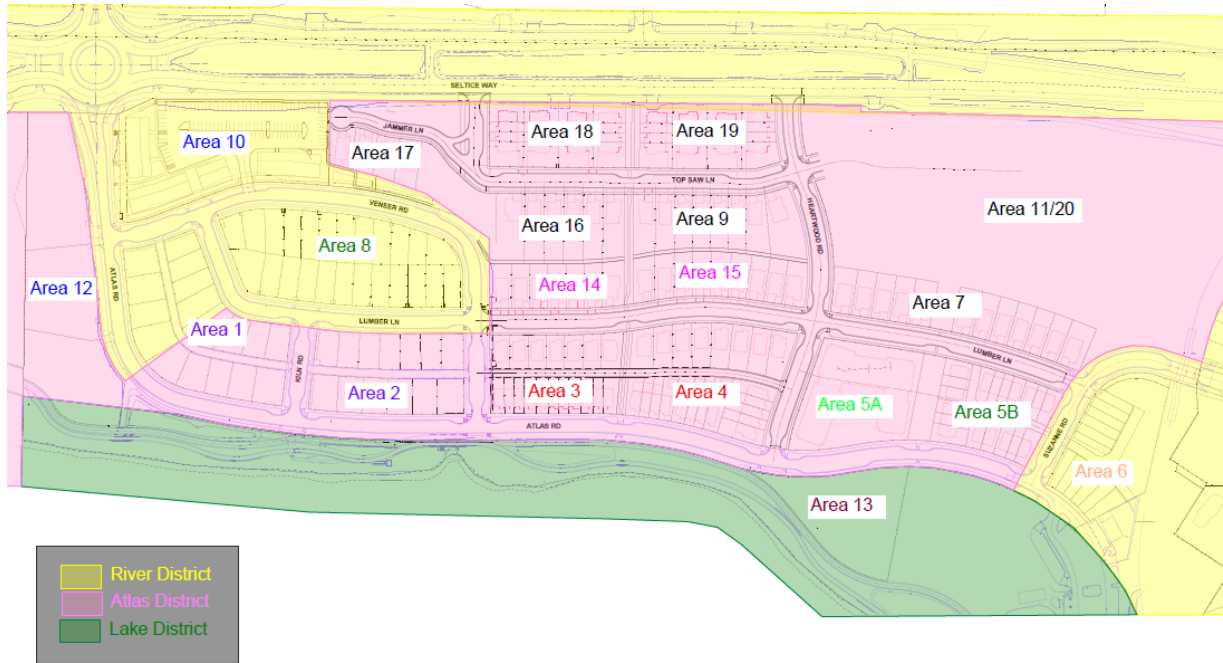 SELTICE WAY
JAMMER LN
Area 18
Area 19
Area 10
Area 17
TOP SAW LN
VENEER RD
HEARTWOOD RD
Area 16
Area 9
Area 11/20
Area 8
ATLAS RD
Area 12
Area 14
Area 15
Area 7
Area 1
LUMBER LN
LUMBER LN
KILN RD
Area 2
Area 3
Area 4
Area 5A
Area 5B
ATLAS RD
SUZANNE RD
Area 6
Area 13
River District
Atlas District
Lake District